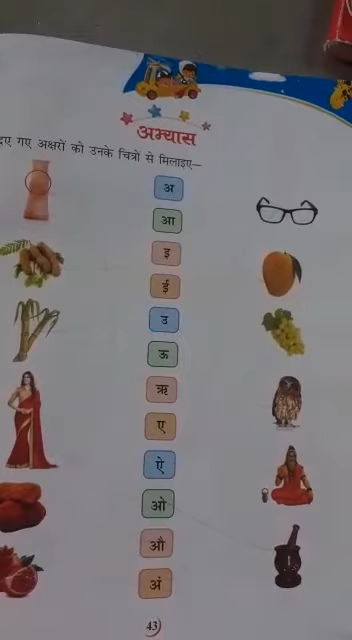 अभ्यास
दिए गए अक्षरों को उनके चित्रों से मिलाइए—
अ
आ
इ
ई
उ
ऊ
ऋ
ए
ऐ
ओ
औ
अं
43